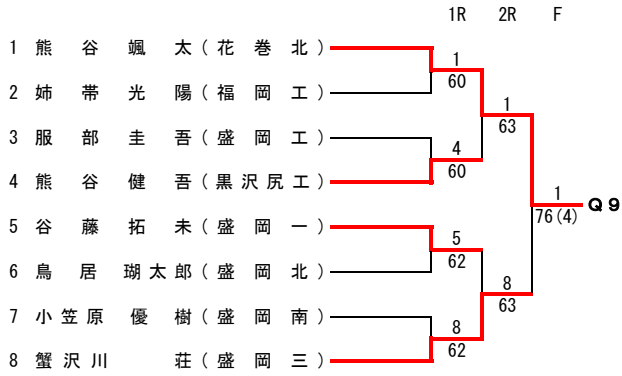 1R 2R F
1 熊谷颯太(花巻北)
1
60
2 姉帯光陽(福岡工)
1
63
3 服部圭吾(盛岡工)
4
60
4 熊谷健吾(黒沢尻工)
1
76(4)
Q9
5 谷藤拓未(盛岡一)
5
62
6 鳥居瑚太郎(盛岡北)
8
63
7 小笠原優樹(盛岡南)
8
62
8 蟹沢川荘(盛岡三)